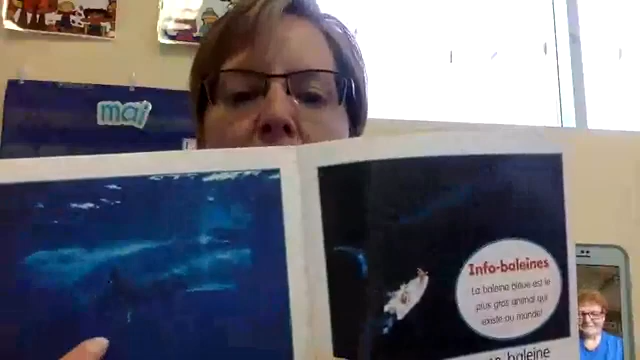 mai
Info-baleines
La baleine bleue est le
plus gros animal qui
existe au monde!
baleine